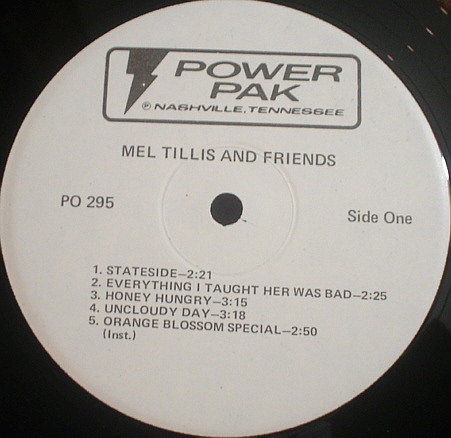 POWER
PAK
℗ NASHVILLE, TENNESSEE
MEL TILLIS AND FRIENDS
PO 295
Side One
1. STATESIDE—2:21
2. EVERYTHING I TAUGHT HER WAS BAD—2:25
3. HONEY HUNGRY—3:15
4. UNCLOUDY DAY—3:18
5. ORANGE BLOSSOM SPECIAL—2:50
(Inst.)